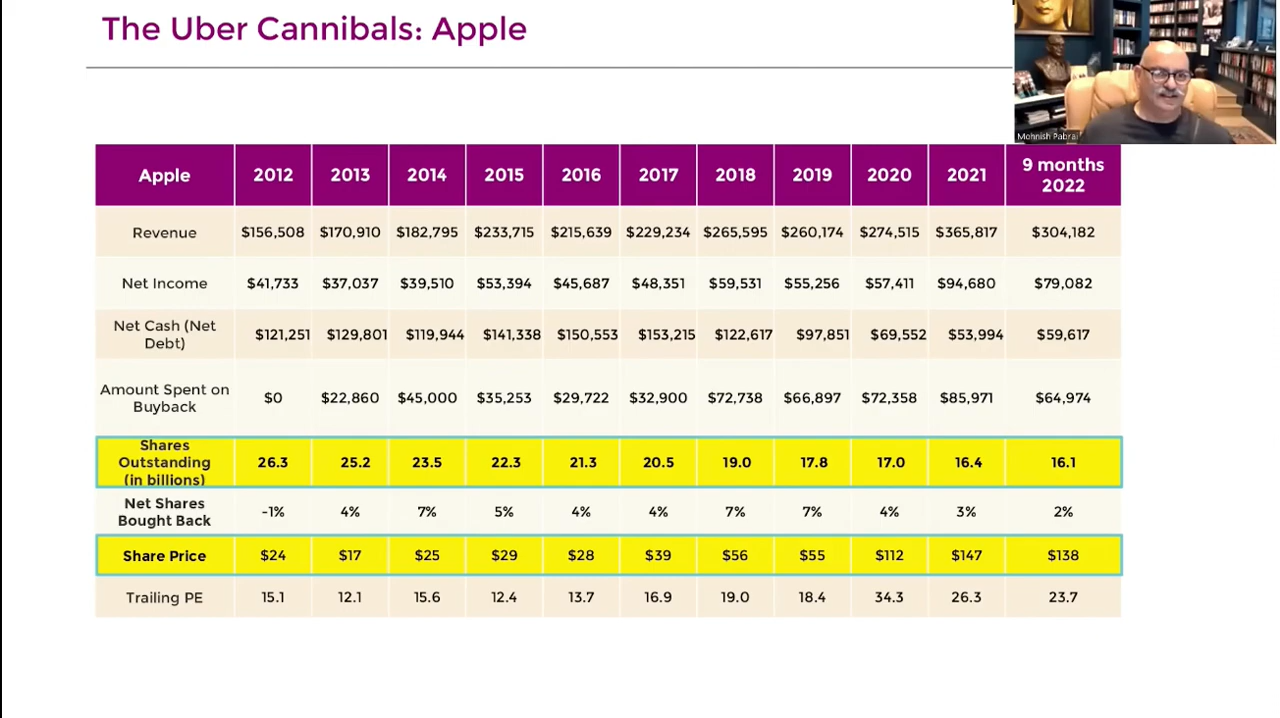 The Uber Cannibals: Apple
Mohnish Pabrai
Apple 2012 2013 2014 2015 2016 2017 2018 2019 2020 2021 9 months 2022
Revenue $156,508 $170,910 $182,795 $233,715 $215,639 $229,234 $265,595 $260,174 $274,515 $365,817 $304,182
Net Income $41,733 $37,037 $39,510 $53,394 $45,687 $48,351 $59,531 $55,256 $57,411 $94,680 $79,082
Net Cash (Net Debt) $121,251 $129,801 $119,944 $141,338 $150,553 $153,215 $122,617 $97,851 $69,552 $53,994 $59,617
Amount Spent on Buyback $0 $22,860 $45,000 $35,253 $29,722 $32,900 $72,738 $66,897 $72,358 $85,971 $64,974
Shares Outstanding (in billions) 26.3 25.2 23.5 22.3 21.3 20.5 19.0 17.8 17.0 16.4 16.1
Net Shares Bought Back -1% 4% 7% 5% 4% 4% 7% 7% 4% 3% 2%
Share Price $24 $17 $25 $29 $28 $39 $56 $55 $112 $147 $138
Trailing PE 15.1 12.1 15.6 12.4 13.7 16.9 19.0 18.4 34.3 26.3 23.7